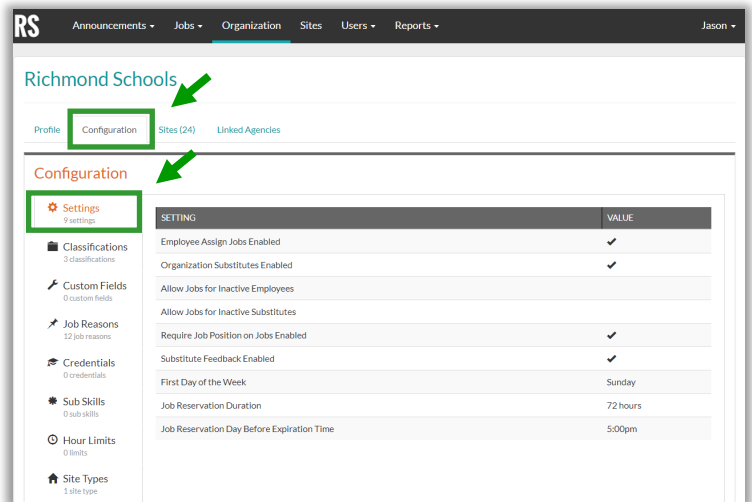 RS Announcements Jobs Organization Sites Users Reports Jason
Richmond Schools
Profile Configuration Sites (24) Linked Agencies
Configuration
Settings
9 settings
Classifications
3 classifications
Custom Fields
0 custom fields
Job Reasons
12 job reasons
Credentials
0 credentials
Sub Skills
0 sub skills
Hour Limits
0 limits
Site Types
1 site type
SETTING VALUE
Employee Assign Jobs Enabled ✔
Organization Substitutes Enabled ✔
Allow Jobs for Inactive Employees
Allow Jobs for Inactive Substitutes
Require Job Position on Jobs Enabled ✔
Substitute Feedback Enabled ✔
First Day of the Week Sunday
Job Reservation Duration 72 hours
Job Reservation Day Before Expiration Time 5:00pm